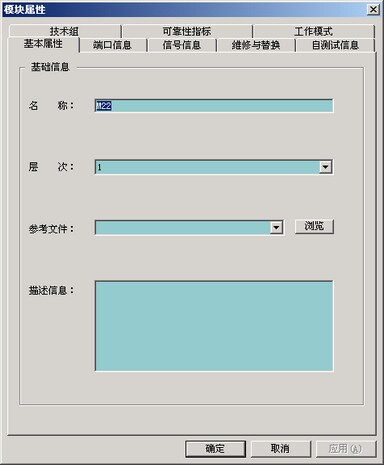 模块属性
技术组 可靠性指标 工作模式
基本属性 端口信息 信号信息 维修与替换 自测试信息
基础信息
名 称： M22
层 次： 1
参考文件： 浏览
描述信息：
确定 取消 应用(A)